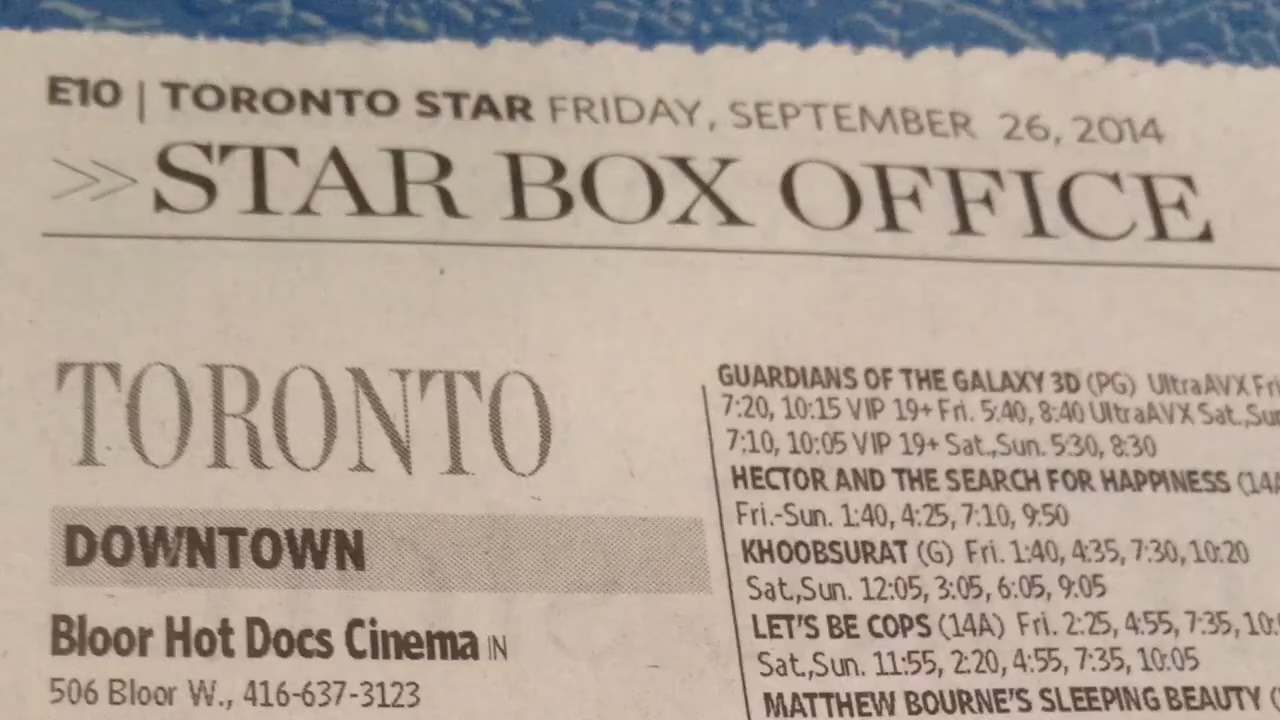 E10 | TORONTO STAR FRIDAY, SEPTEMBER 26, 2014
>> STAR BOX OFFICE
TORONTO
DOWNTOWN
Bloor Hot Docs Cinema IN
506 Bloor W., 416-637-3123
GUARDIANS OF THE GALAXY 3D (PG) UltraAVX Fri
7:20, 10:15 VIP 19+ Fri. 5:40, 8:40 UltraAVX Sat.,Sun
7:10, 10:05 VIP 19+ Sat.,Sun. 5:30, 8:30
HECTOR AND THE SEARCH FOR HAPPINESS (14A
Fri.-Sun. 1:40, 4:25, 7:10, 9:50
KHOOBSURAT (G) Fri. 1:40, 4:35, 7:30, 10:20
Sat.,Sun. 12:05, 3:05, 6:05, 9:05
LET'S BE COPS (14A) Fri. 2:25, 4:55, 7:35, 10:
Sat.,Sun. 11:55, 2:20, 4:55, 7:35, 10:05
MATTHEW BOURNE'S SLEEPING BEAUTY (